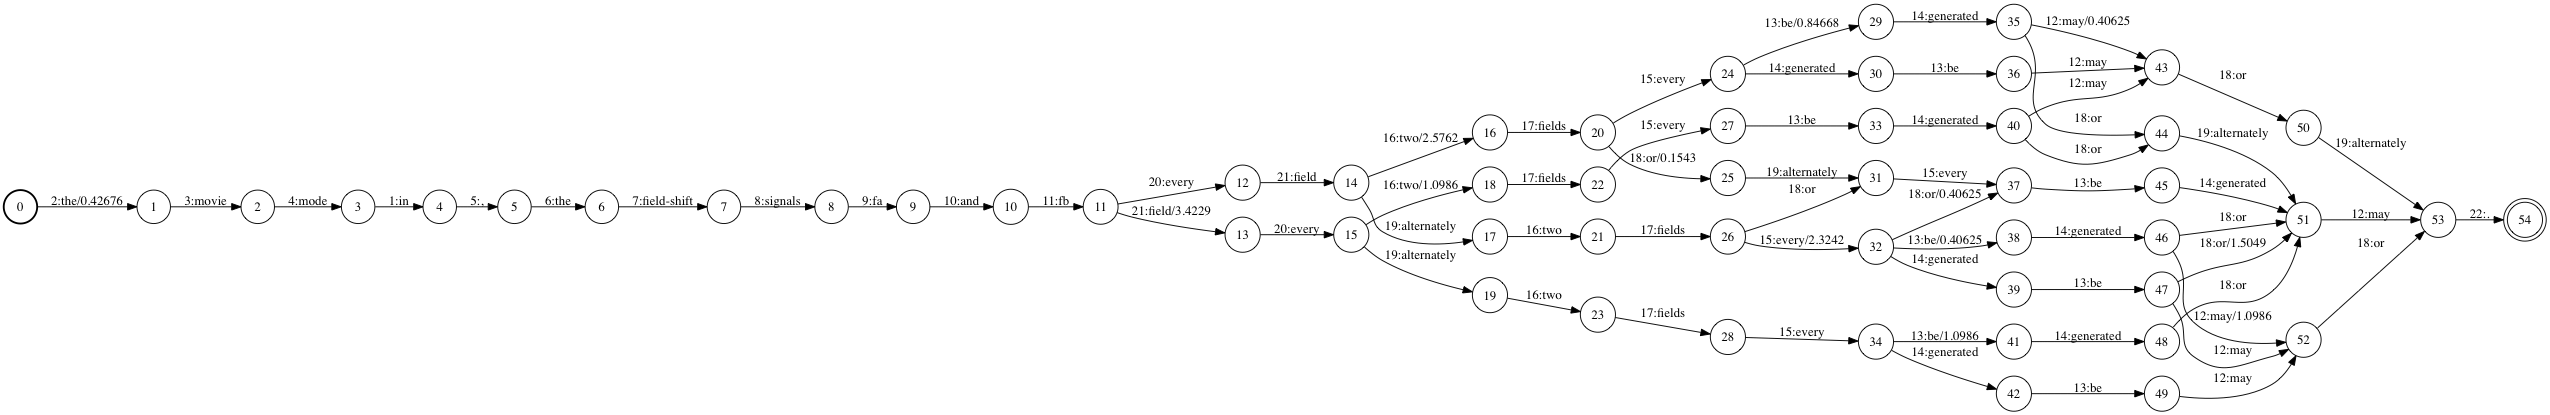 0 2:the/0.42676 1 3:movie 2 4:mode 3 1:in 4 5:, 5 6:the 6 7:field-shift 7 8:signals 8 9:fa 9 10:and 10 11:fb 11
20:every 12 21:field 14
21:field/3.4229 13 20:every 15
16:two/2.5762 16 17:fields 20
19:alternately 17 16:two 21 17:fields 26
16:two/1.0986 18 17:fields 22
19:alternately 19 16:two 23 17:fields 28
15:every 24
18:or/0.1543 25 19:alternately 31
15:every 27 13:be 33 14:generated 40
13:be/0.84668 29 14:generated 35
14:generated 30 13:be 36
18:or
15:every/2.3242 32
15:every 34
12:may/0.40625
12:may
12:may 43
18:or
18:or 44
15:every 37 13:be 45
18:or/0.40625
13:be/0.40625 38 14:generated 46
14:generated 39 13:be 47
13:be/1.0986 41 14:generated 48
14:generated 42 13:be 49
18:or 50
19:alternately
14:generated
18:or
18:or/1.5049
18:or 51
12:may/1.0986
12:may
12:may 52
19:alternately
12:may 53
18:or
22:. 54